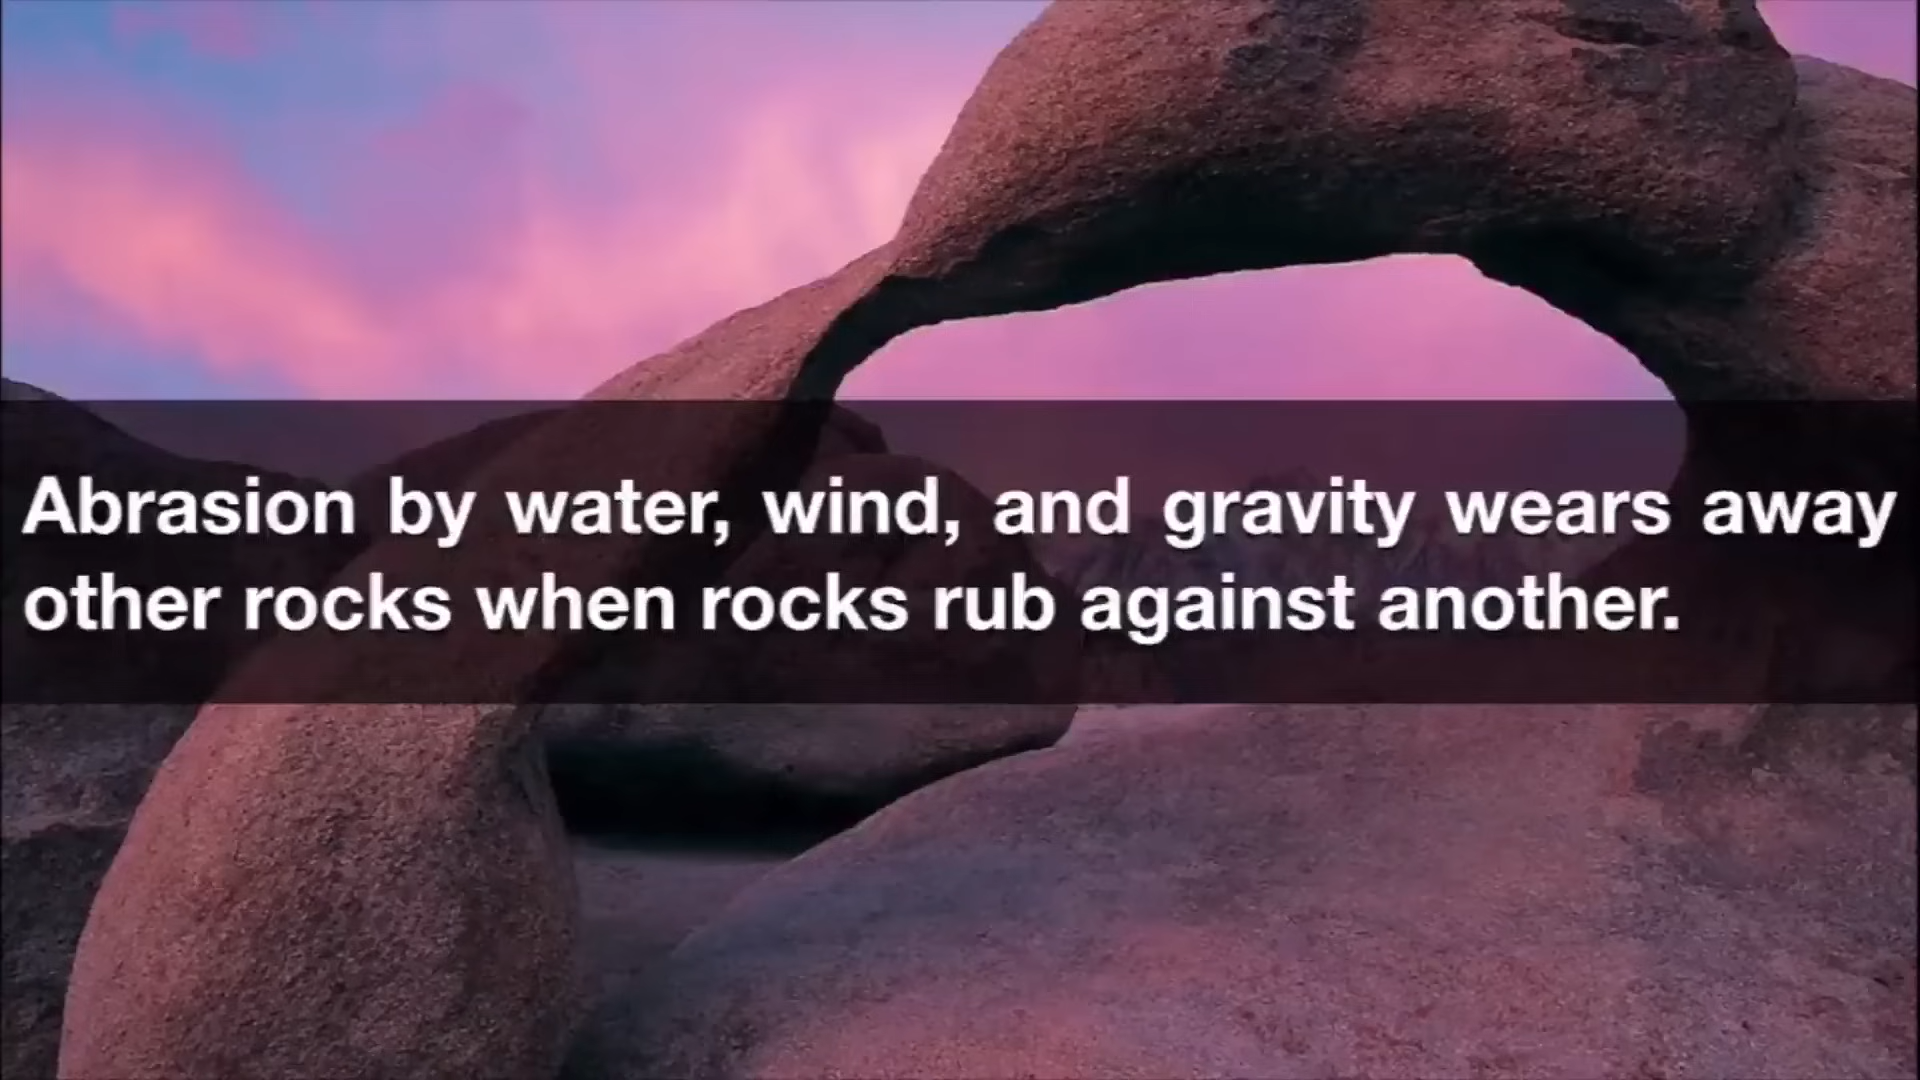 Abrasion by water, wind, and gravity wears away
other rocks when rocks rub against another.